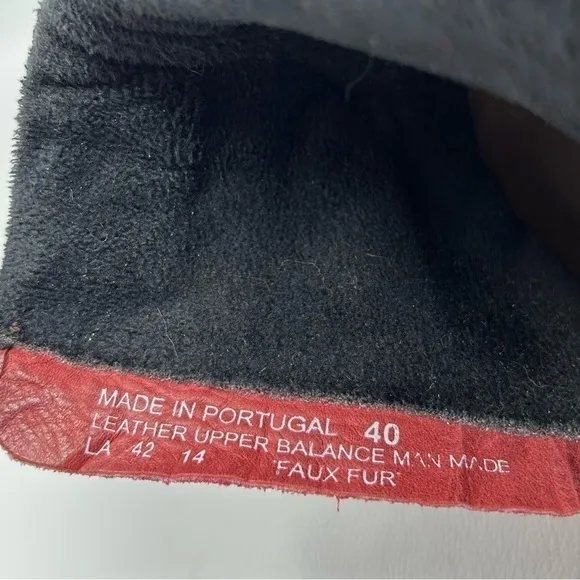 MADE IN PORTUGAL 40
LEATHER UPPER BALANCE MAN MADE
LA 42 14 "FAUX FUR"